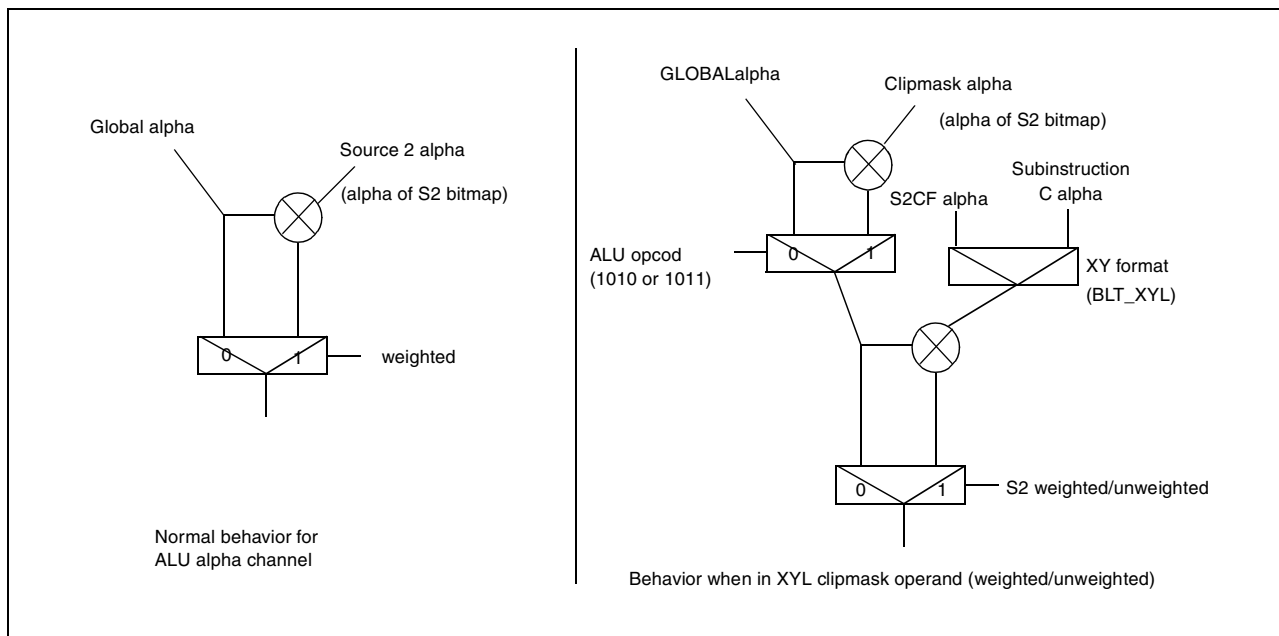 Global alpha
Source 2 alpha
(alpha of S2 bitmap)
0
1
weighted
Normal behavior for
ALU alpha channel
GLOBALalpha
Clipmask alpha
(alpha of S2 bitmap)
Subinstruction
C alpha
S2CF alpha
ALU opcod
(1010 or 1011)
0
1
XY format
(BLT_XYL)
0
1
S2 weighted/unweighted
Behavior when in XYL clipmask operand (weighted/unweighted)